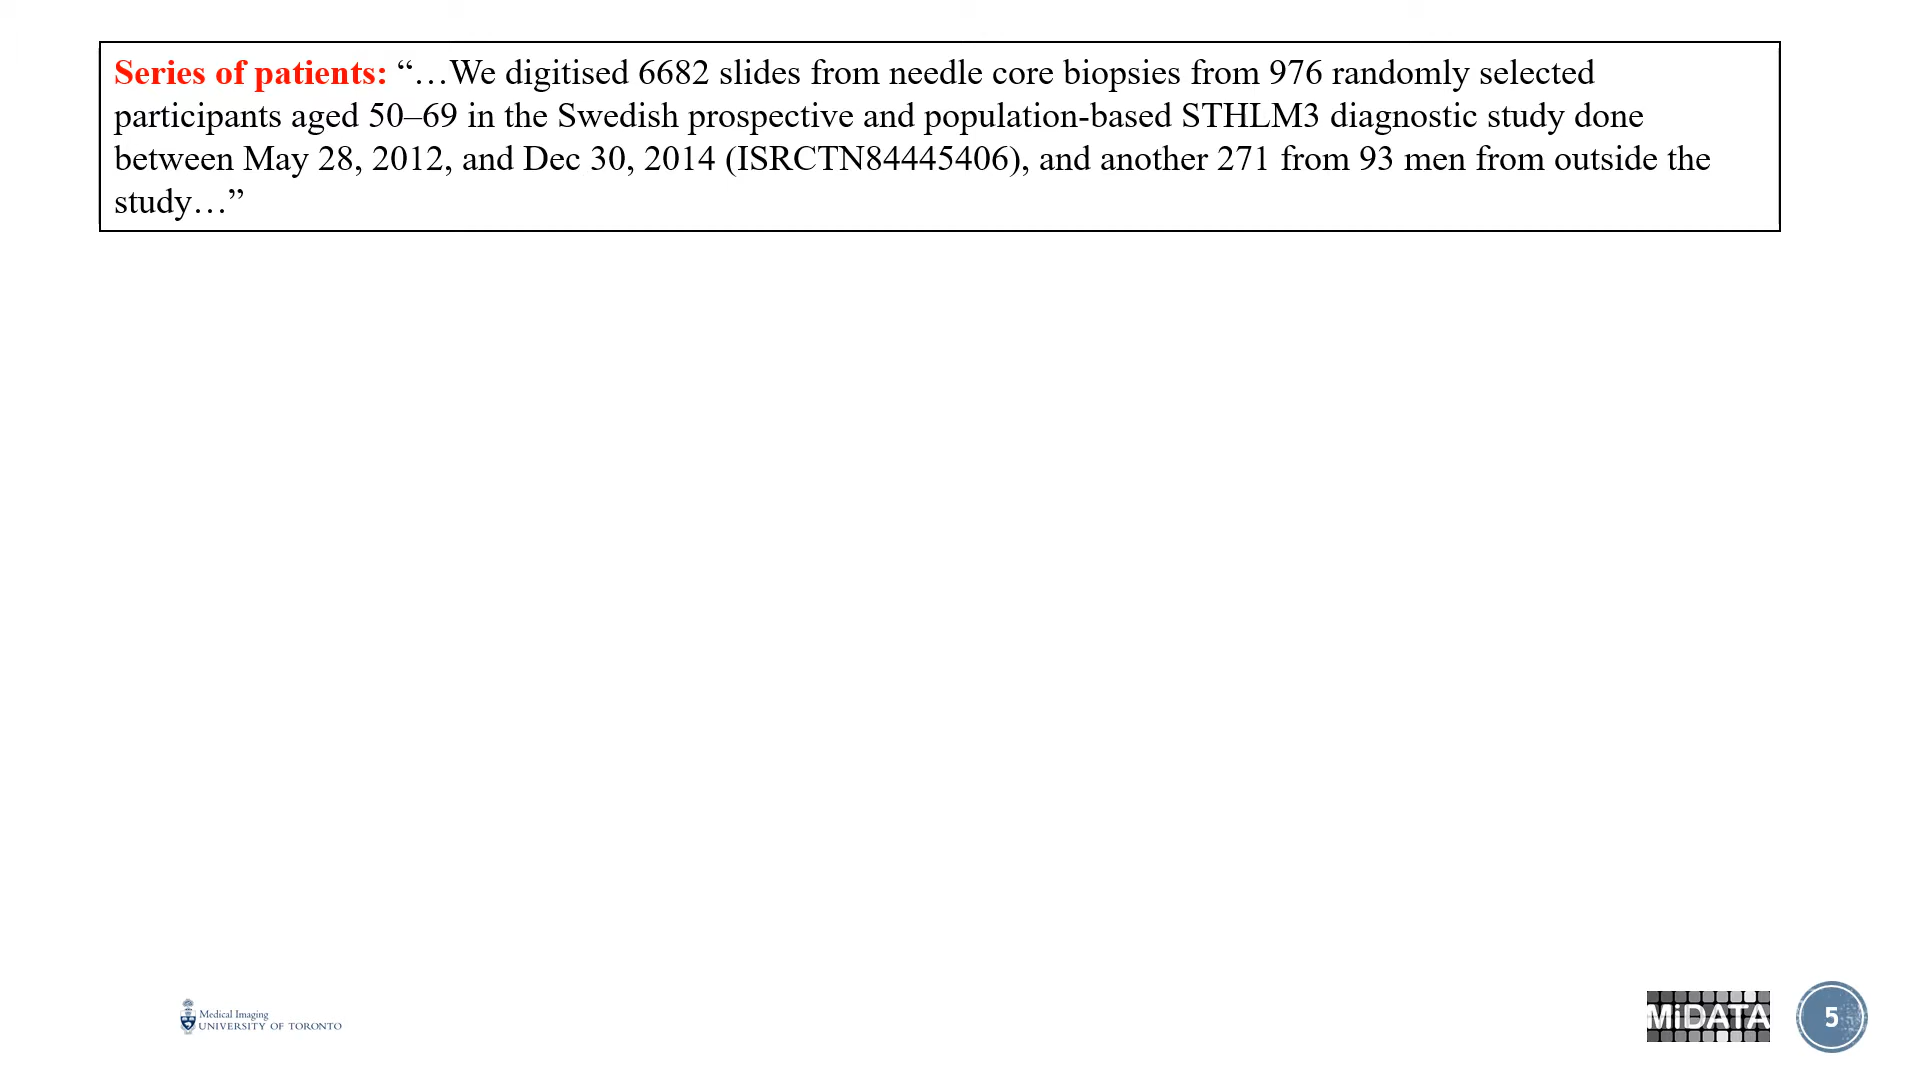 Series of patients: “…We digitised 6682 slides from needle core biopsies from 976 randomly selected
participants aged 50–69 in the Swedish prospective and population-based STHLM3 diagnostic study done
between May 28, 2012, and Dec 30, 2014 (ISRCTN84445406), and another 271 from 93 men from outside the
study…”
Medical Imaging
UNIVERSITY OF TORONTO
MiDATA
5